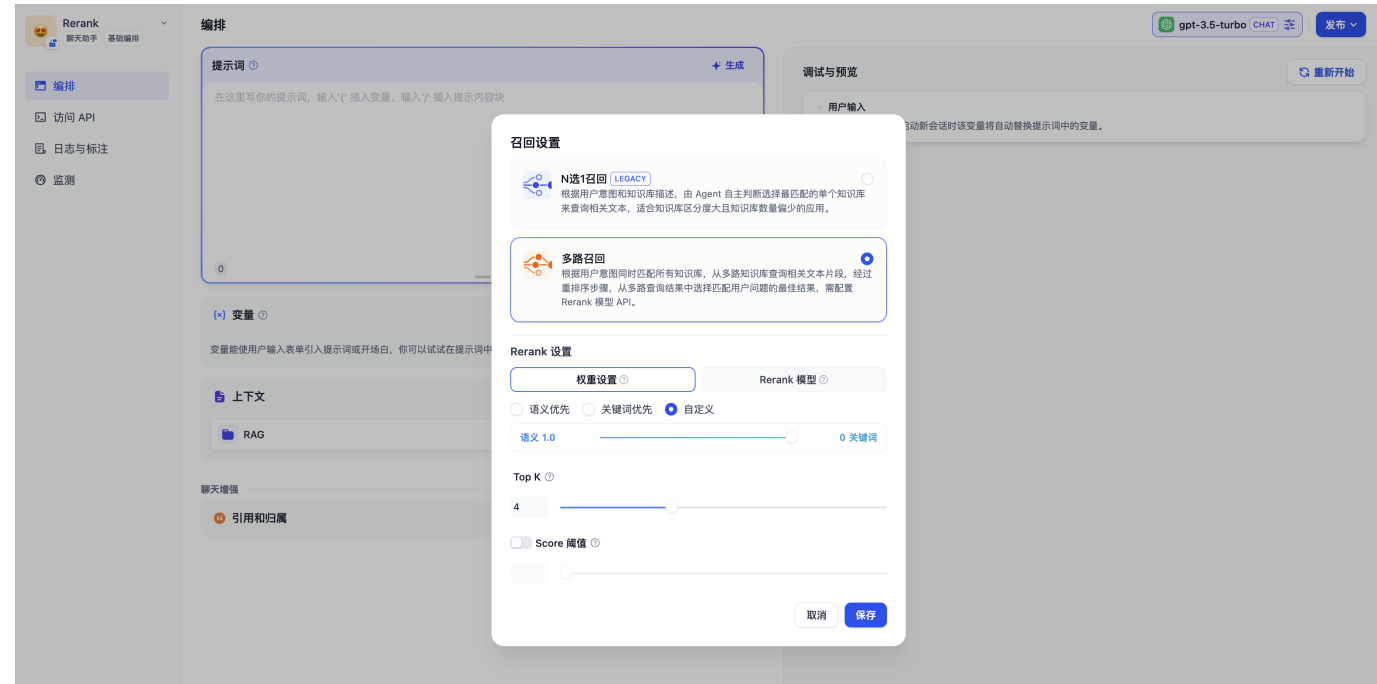 Rerank
聊天助手 基础编排
编排
访问 API
日志与标注
监测
编排
gpt-3.5-turbo CHAT
发布
提示词
生成
在这里写你的提示词，输入'{' 插入变量、输入'/' 插入提示内容块
0
变量
变量能使用户输入表单引入提示词或开场白，你可以试试在提示词中
上下文
RAG
聊天增强
引用和归属
调试与预览
重新开始
用户输入
启动新会话时该变量将自动替换提示词中的变量。
召回设置
N选1召回 LEGACY
根据用户意图和知识库描述，由 Agent 自主判断选择最匹配的单个知识库
来查询相关文本，适合知识库区分度大且知识库数量偏少的应用。
多路召回
根据用户意图同时匹配所有知识库，从多路知识库查询相关文本片段，经过
重排序步骤，从多路查询结果中选择匹配用户问题的最佳结果，需配置
Rerank 模型 API。
Rerank 设置
权重设置
Rerank 模型
语义优先 关键词优先 自定义
语义 1.0
0 关键词
Top K
4
Score 阈值
取消
保存